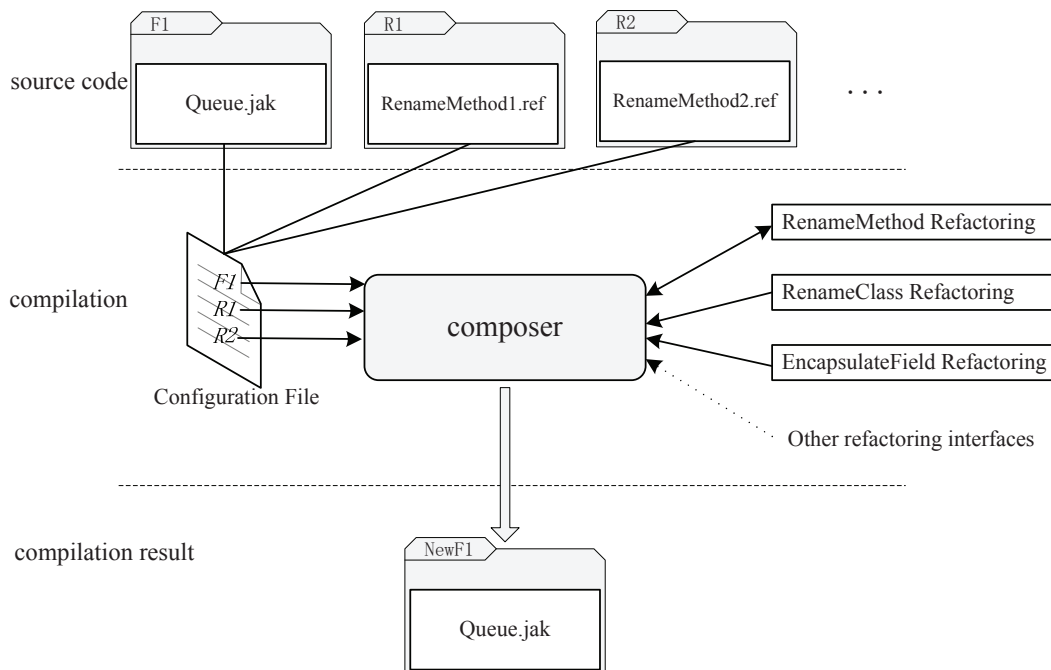 F1
R1
R2
source code
Queue.jak
RenameMethod1.ref
RenameMethod2.ref
. . .
RenameMethod Refactoring
compilation
F1
R1
R2
composer
RenameClass Refactoring
EncapsulateField Refactoring
Configuration File
Other refactoring interfaces
compilation result
NewF1
Queue.jak